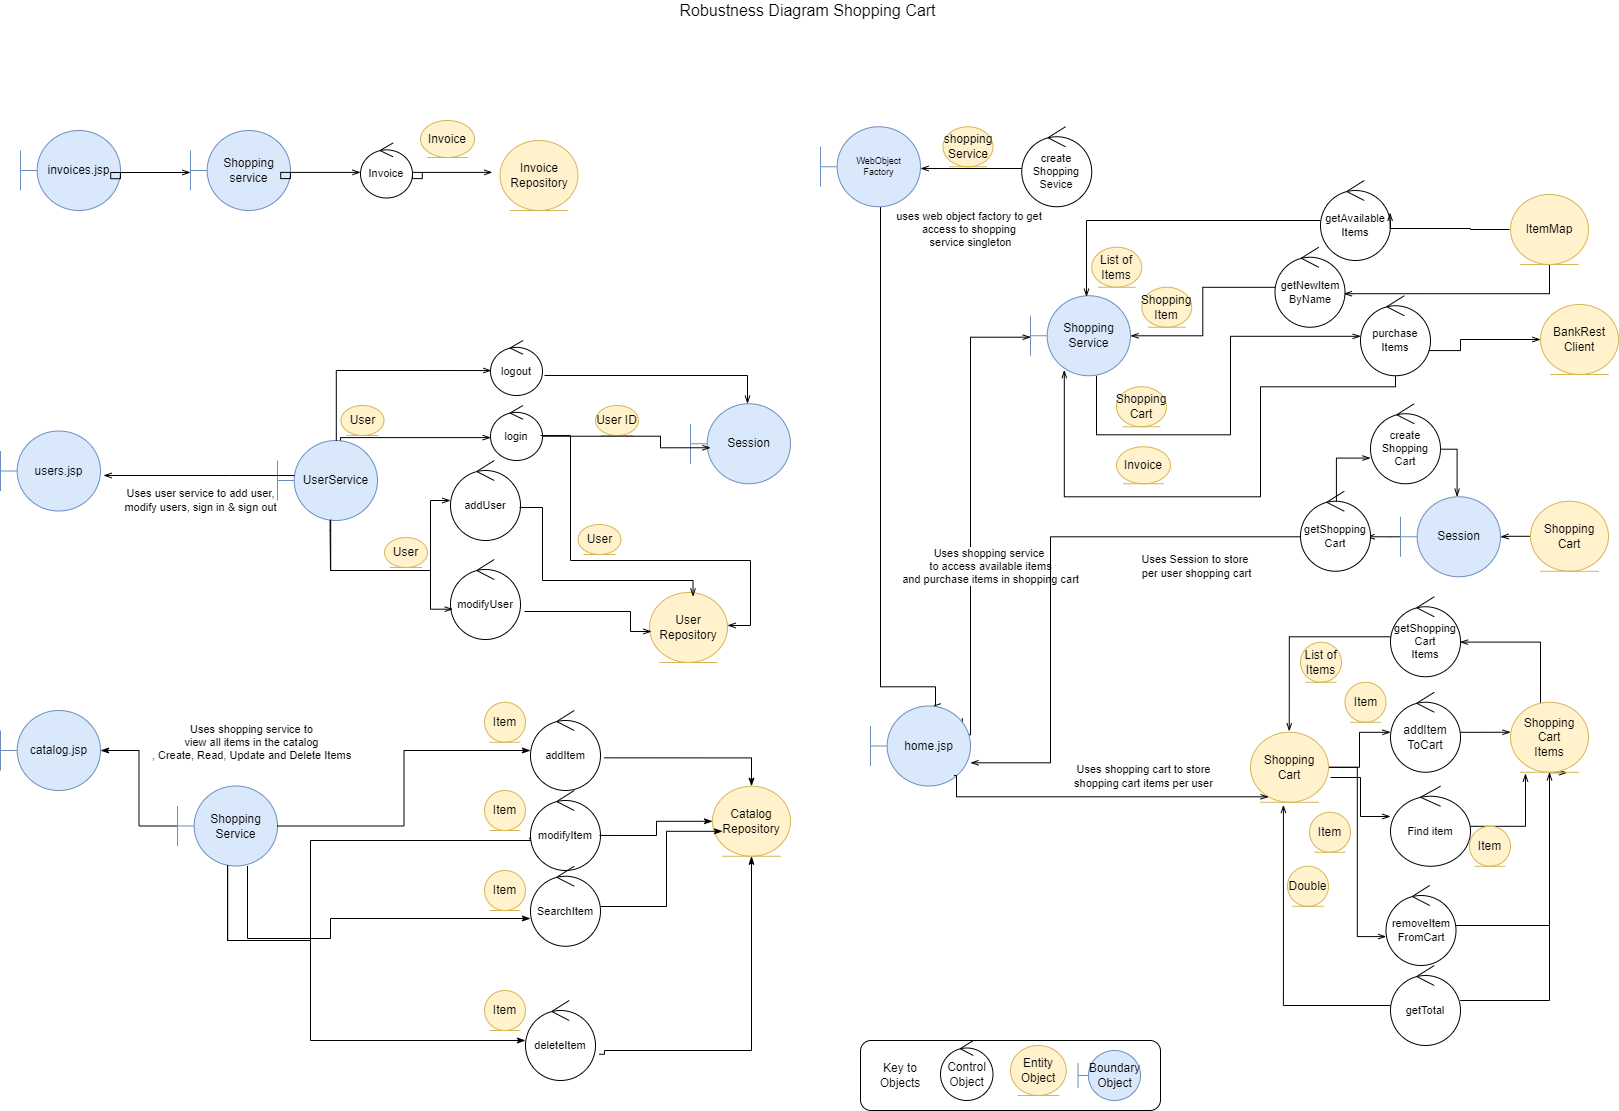 Robustness Diagram Shopping Cart
invoices.jsp
Shopping
service
Invoice
Invoice
Invoice
Repository
WebObject
Factory
shopping
Service
create
Shopping
Sevice
uses web object factory to get
access to shopping
service singleton
getAvailable
Items
ItemMap
List of
Items
getNewItem
ByName
Shopping
Item
Shopping
Service
purchase
Items
BankRest
Client
Shopping
Cart
Invoice
create
Shopping
Cart
getShopping
Cart
Session
Shopping
Cart
Uses shopping service
to access available items
and purchase items in shopping cart
Uses Session to store
per user shopping cart
logout
User
login
User ID
Session
users.jsp
UserService
Uses user service to add user,
modify users, sign in & sign out
addUser
User
User
modifyUser
User
Repository
getShopping
Cart
Items
List of
Items
Item
addItem
ToCart
Shopping
Cart
Items
home.jsp
Shopping
Cart
Uses shopping cart to store
shopping cart items per user
Item
Find item
Item
Double
removeItem
FromCart
getTotal
catalog.jsp
Uses shopping service to
view all items in the catalog
, Create, Read, Update and Delete Items
Item
addItem
Shopping
Service
Item
modifyItem
Catalog
Repository
Item
SearchItem
Item
deleteItem
Key to
Objects
Control
Object
Entity
Object
Boundary
Object